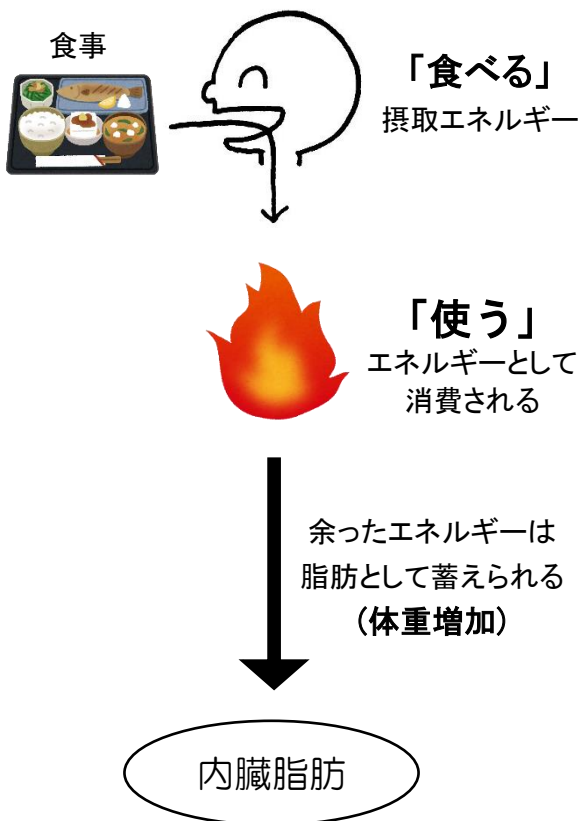 食事
「食べる」
摂取エネルギー
「使う」
エネルギーとして
消費される
余ったエネルギーは
脂肪として蓄えられる
(体重増加)
内臓脂肪